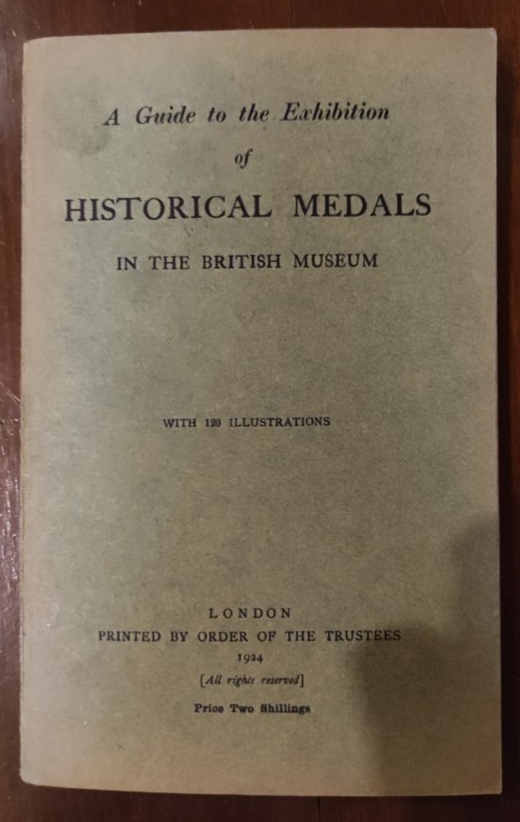 A Guide to the Exhibition
of
HISTORICAL MEDALS
IN THE BRITISH MUSEUM
WITH 120 ILLUSTRATIONS
LONDON
PRINTED BY ORDER OF THE TRUSTEES
1924
[All rights reserved]
Price Two Shillings